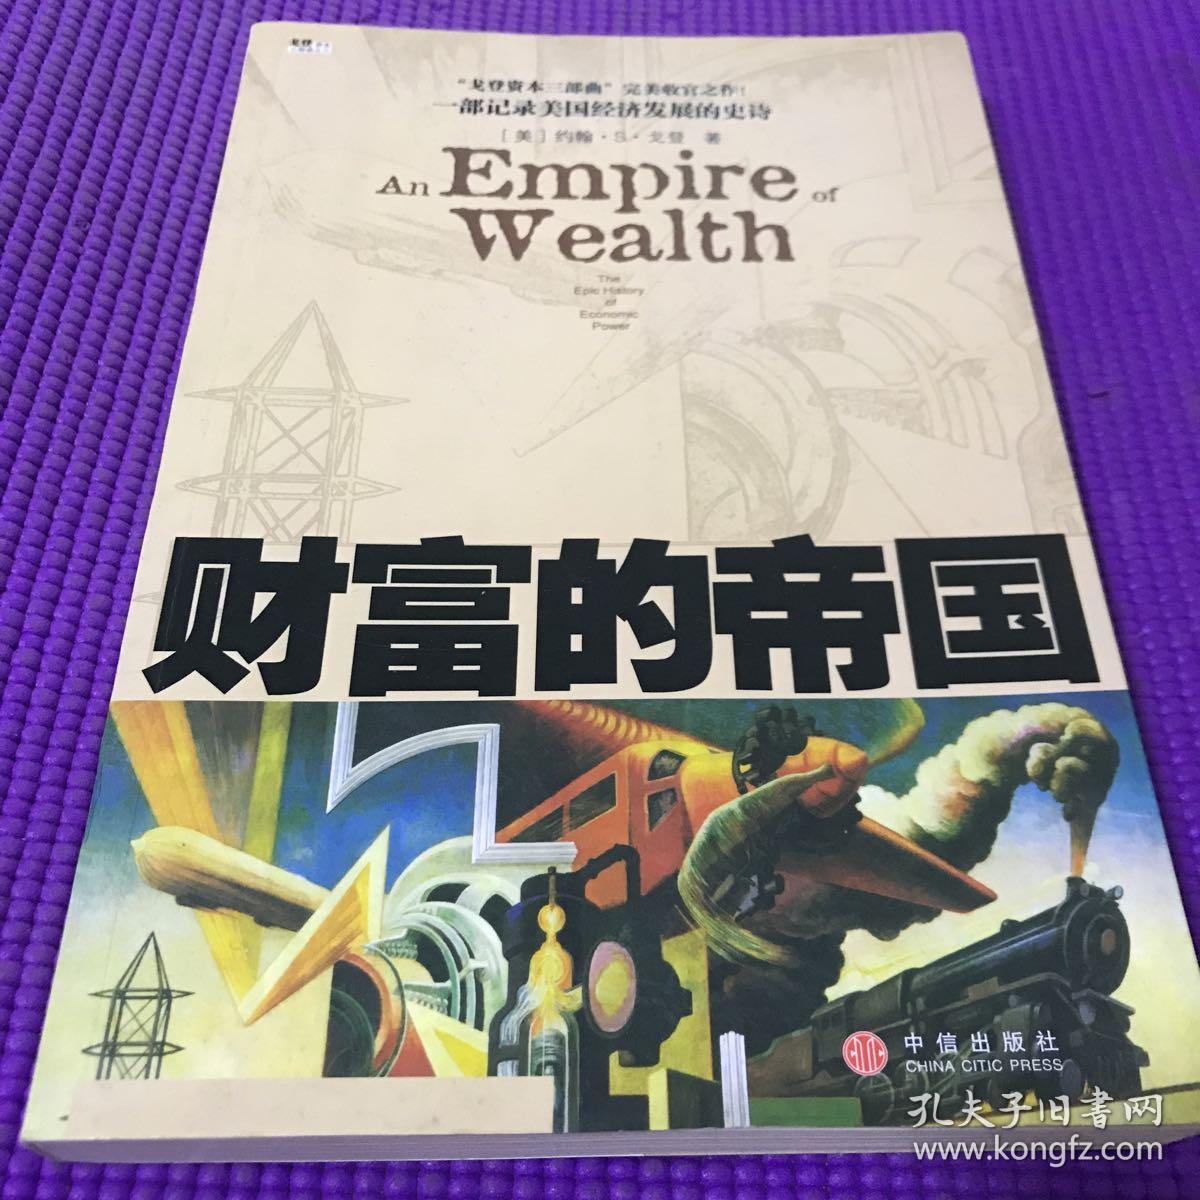 戈登
“戈登资本三部曲”完美收官之作！
一部记录美国经济发展的史诗
［美］约翰·S·戈登 著
An Empire of
Wealth
The
Epic History
of
Economic
Power
财富的帝国
中信出版社
CHINA CITIC PRESS
孔夫子旧书网
www.kongfz.com